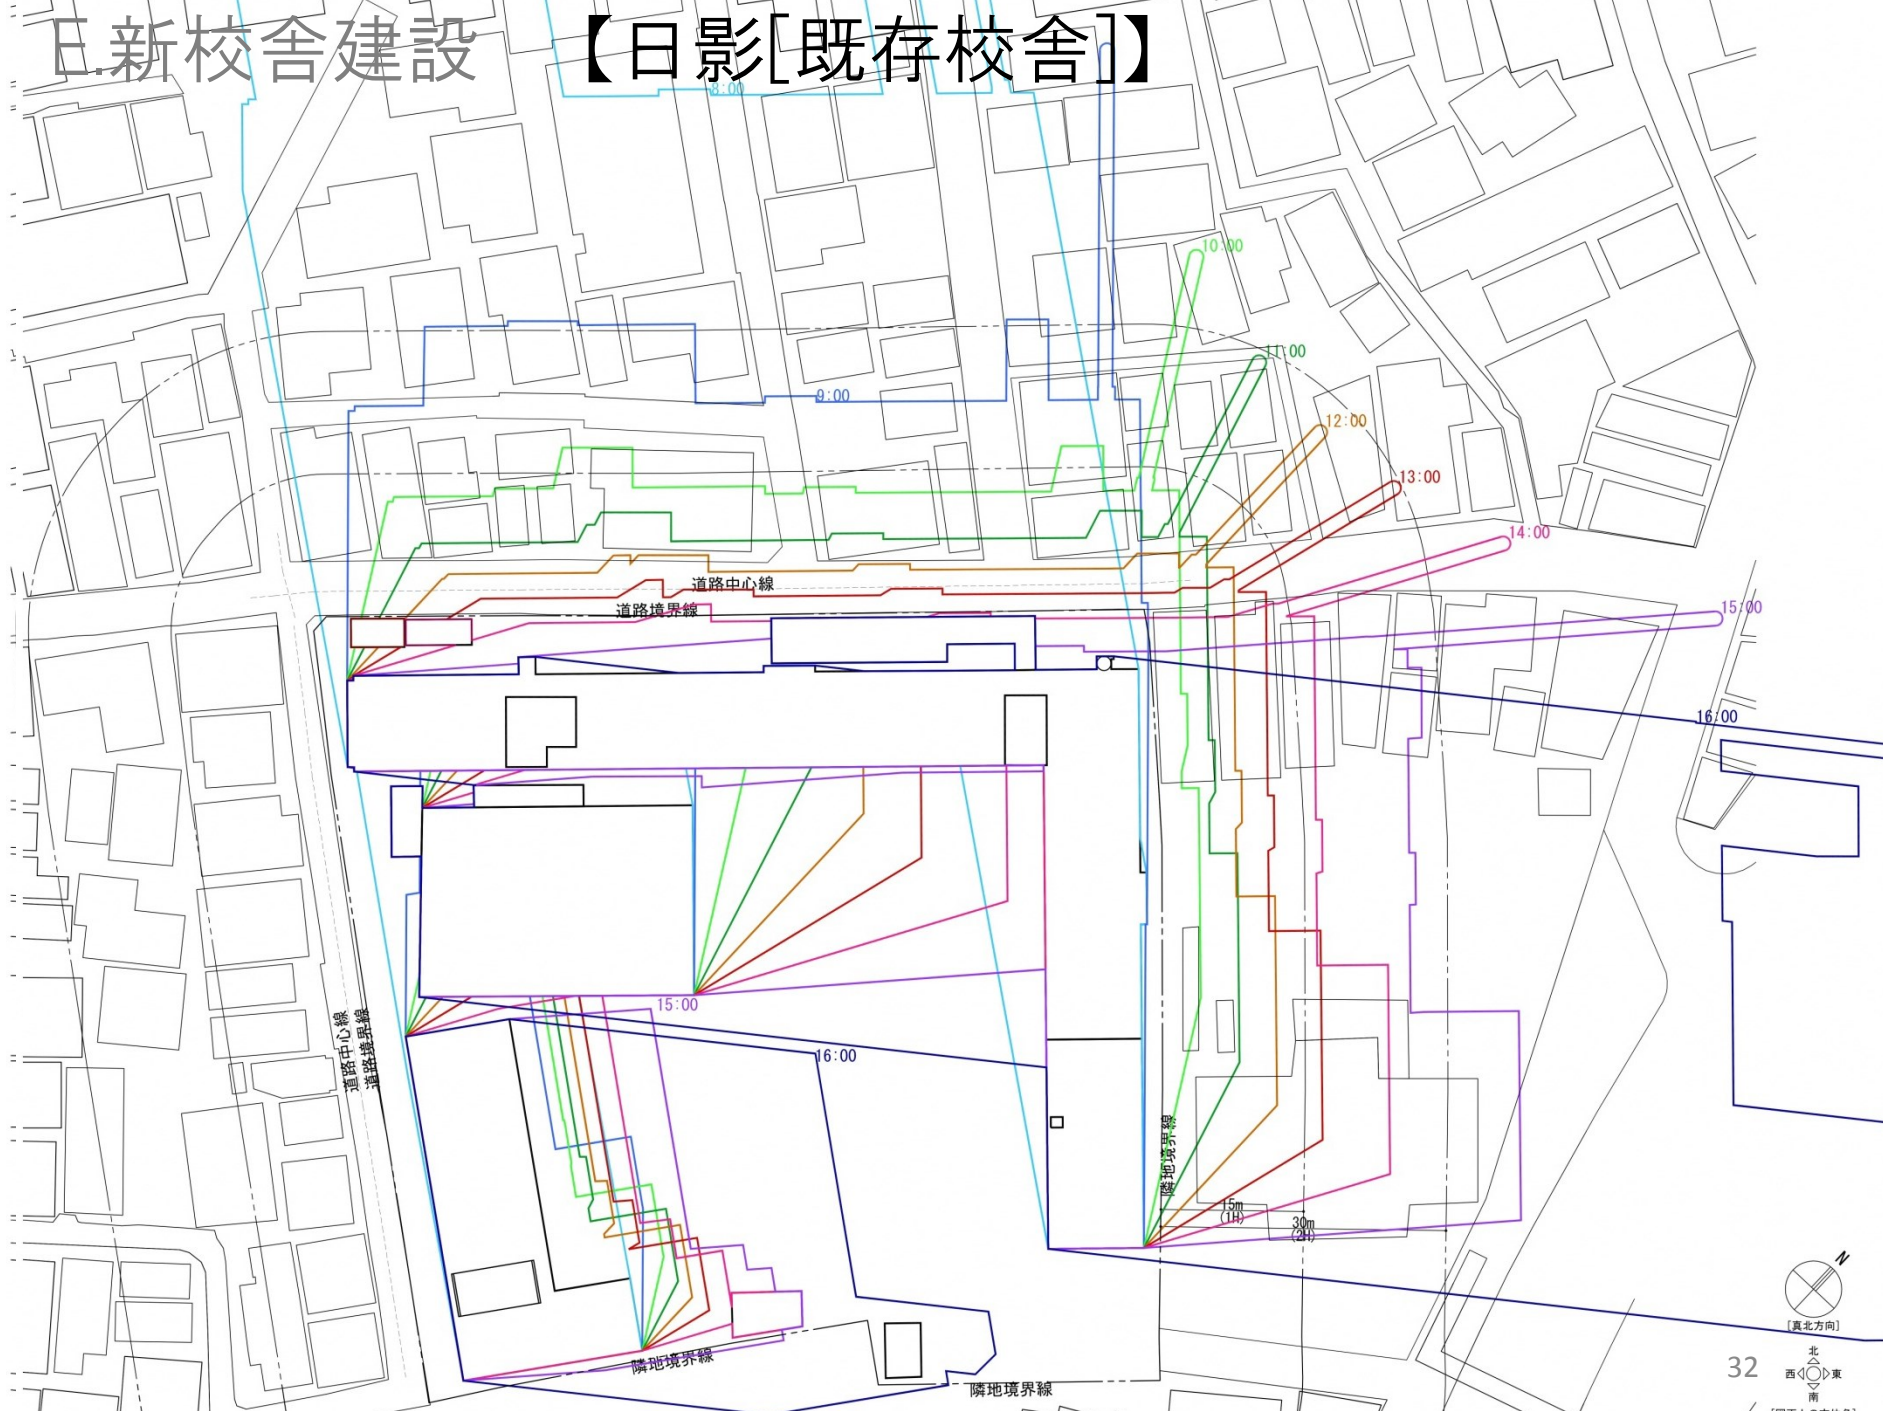 E.新校舎建設 【日影[既存校舎]】
8:00
10:00
11:00
9:00
12:00
13:00
14:00
道路中心線
道路境界線
15:00
16:00
15:00
道路中心線
道路境界線
16:00
隣地境界線
15m
(1H)
30m
(2H)
N
[真北方向]
隣地境界線
隣地境界線
32
北
西 東
南